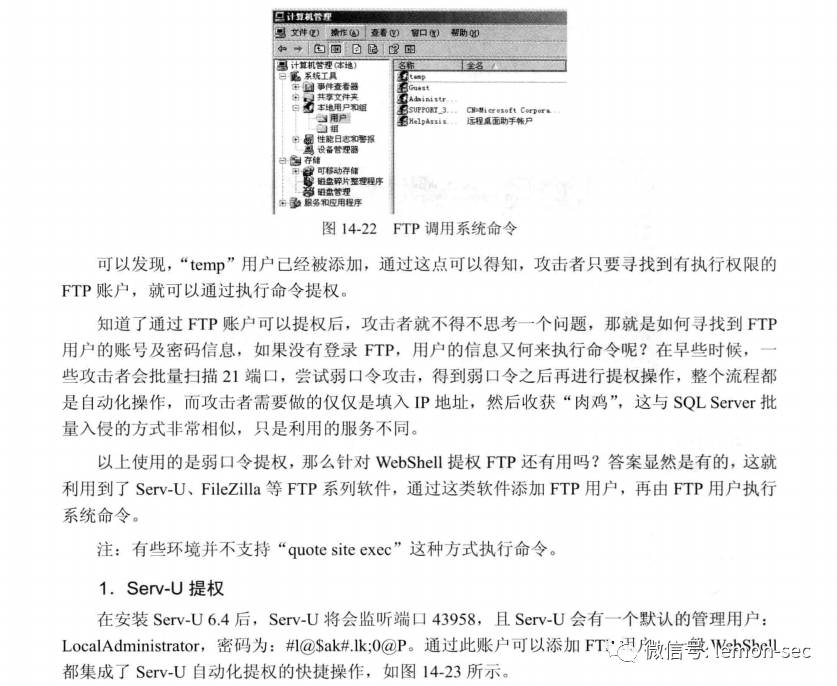 计算机管理
文件(F) 操作(A) 查看(V) 窗口(W) 帮助(H)
计算机管理(本地)
系统工具
事件查看器
共享文件夹
本地用户和组
用户
组
性能日志和警报
设备管理器
存储
可移动存储
磁盘碎片整理程序
磁盘管理
服务和应用程序
名称 全名
temp
Guest
Administr...
SUPPORT_3... CN=Microsoft Corpora...
HelpAssis... 远程桌面助手帐户
图 14-22 FTP 调用系统命令
可以发现，“temp”用户已经被添加，通过这点可以得知，攻击者只要寻找到有执行权限的
FTP 账户，就可以通过执行命令提权。
知道了通过 FTP 账户可以提权后，攻击者就不得不思考一个问题，那就是如何寻找到 FTP
用户的账号及密码信息，如果没有登录 FTP，用户的信息又何来执行命令呢？在早些时候，一
些攻击者会批量扫描 21 端口，尝试弱口令攻击，得到弱口令之后再进行提权操作，整个流程都
是自动化操作，而攻击者需要做的仅仅是填入 IP 地址，然后收获“肉鸡”，这与 SQL Server 批
量入侵的方式非常相似，只是利用的服务不同。
以上使用的是弱口令提权，那么针对 WebShell 提权 FTP 还有用吗？答案显然是有的，这就
利用到了 Serv-U、FileZilla 等 FTP 系列软件，通过这类软件添加 FTP 用户，再由 FTP 用户执行
系统命令。
注：有些环境并不支持“quote site exec”这种方式执行命令。
1．Serv-U 提权
在安装 Serv-U 6.4 后，Serv-U 将会监听端口 43958，且 Serv-U 会有一个默认的管理用户：
LocalAdministrator，密码为：#l@$ak#.lk;0@P。通过此账户可以添加 FTP 用户，一般 WebShell
都集成了 Serv-U 自动化提权的快捷操作，如图 14-23 所示。
微信号: lemon-sec